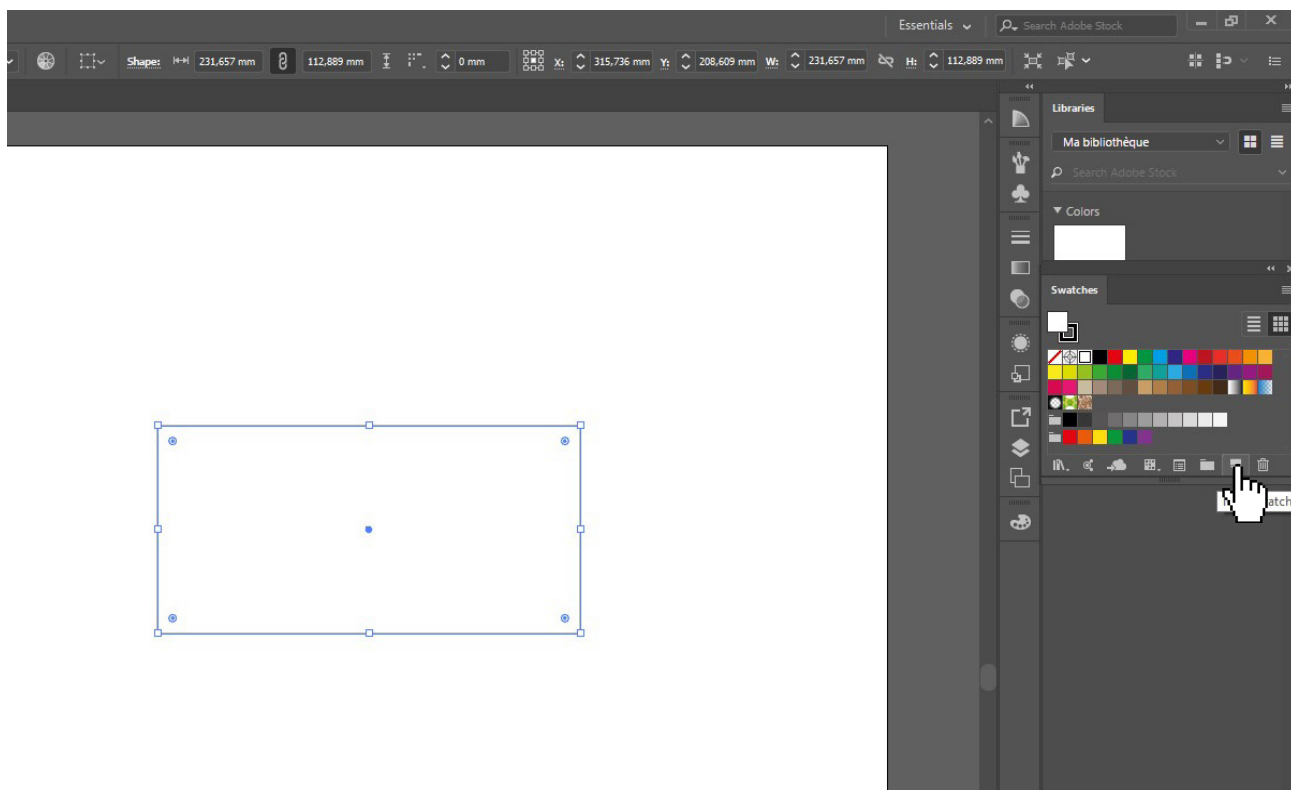 Essentials
Search Adobe Stock
Shape: 231,657 mm 112,889 mm 0 mm X: 315,736 mm Y: 208,609 mm W: 231,657 mm H: 112,889 mm
Libraries
Ma bibliothèque
Search Adobe Stock
Colors
Swatches